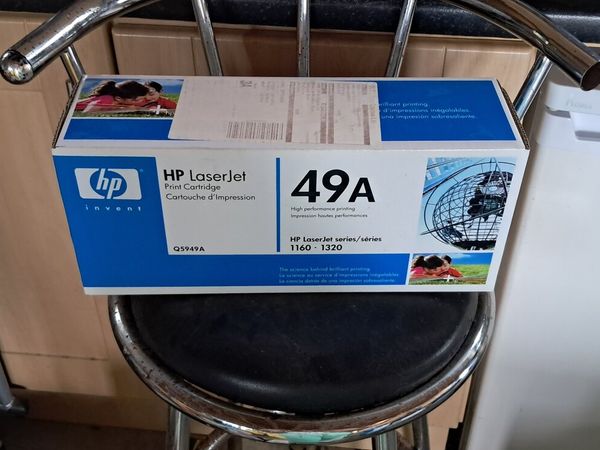 brilliant printing
d'impressions inégalables.
impresión sobresaliente.
hp
invent
HP LaserJet
Print Cartridge
Cartouche d'Impression
Q5949A
49A
High performance printing
Impression hautes performances
HP LaserJet series/séries
1160 - 1320
The science behind brilliant printing.
La science au service d'impressions inégalables.
La ciencia detrás de una impresión sobresaliente.